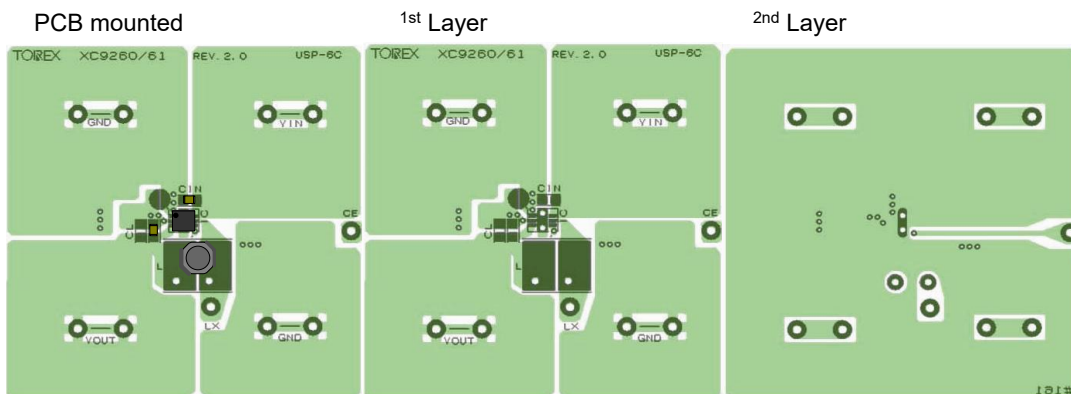 PCB mounted
1st Layer
2nd Layer
TOREX XC9260/61 REV. 2.0 USP-6C
TOREX XC9260/61 REV. 2.0 USP-6C
GND
VIN
GND
VIN
CIN
CIN
IC
CE
CE
CL
CL
L
L
LX
LX
VOUT
GND
VOUT
GND
161#